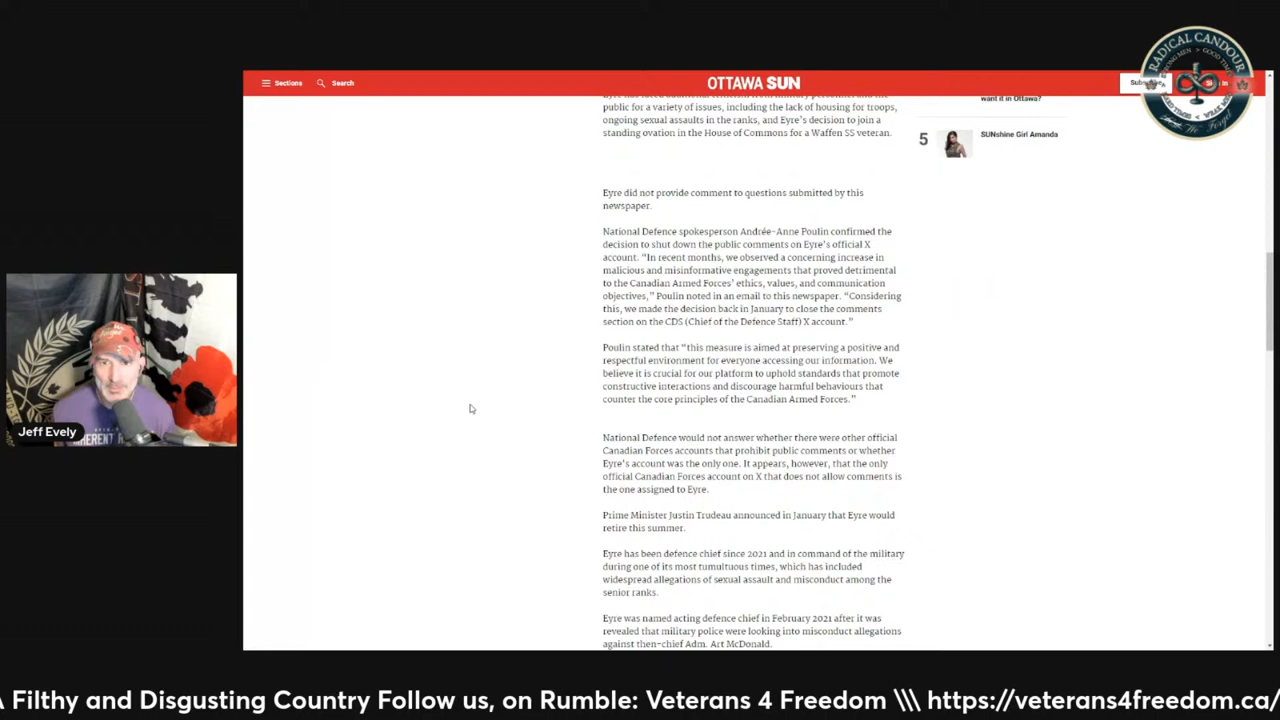 RADICAL CANDOUR
Sections
Search
OTTAWA SUN
want it in Ottawa?
5
SUNshine Girl Amanda
public for a variety of issues, including the lack of housing for troops,
ongoing sexual assaults in the ranks, and Eyre's decision to join a
standing ovation in the House of Commons for a Waffen SS veteran.
Eyre did not provide comment to questions submitted by this
newspaper.
National Defence spokesperson Andrée-Anne Poulin confirmed the
decision to shut down the public comments on Eyre's official X
account. “In recent months, we observed a concerning increase in
malicious and misinformative engagements that proved detrimental
to the Canadian Armed Forces’ ethics, values, and communication
objectives,” Poulin noted in an email to this newspaper. “Considering
this, we made the decision back in January to close the comments
section on the CDS (Chief of the Defence Staff) X account.”
Poulin stated that “this measure is aimed at preserving a positive and
respectful environment for everyone accessing our information. We
believe it is crucial for our platform to uphold standards that promote
constructive interactions and discourage harmful behaviours that
counter the core principles of the Canadian Armed Forces.”
National Defence would not answer whether there were other official
Canadian Forces accounts that prohibit public comments or whether
Eyre's account was the only one. It appears, however, that the only
official Canadian Forces account on X that does not allow comments is
the one assigned to Eyre.
Prime Minister Justin Trudeau announced in January that Eyre would
retire this summer.
Eyre has been defence chief since 2021 and in command of the military
during one of its most tumultuous times, which has included
widespread allegations of sexual assault and misconduct among the
senior ranks.
Eyre was named acting defence chief in February 2021 after it was
revealed that military police were looking into misconduct allegations
against then-chief Adm. Art McDonald.
Jeff Evely
A Filthy and Disgusting Country Follow us, on Rumble: Veterans 4 Freedom \\\ https://veterans4freedom.ca/